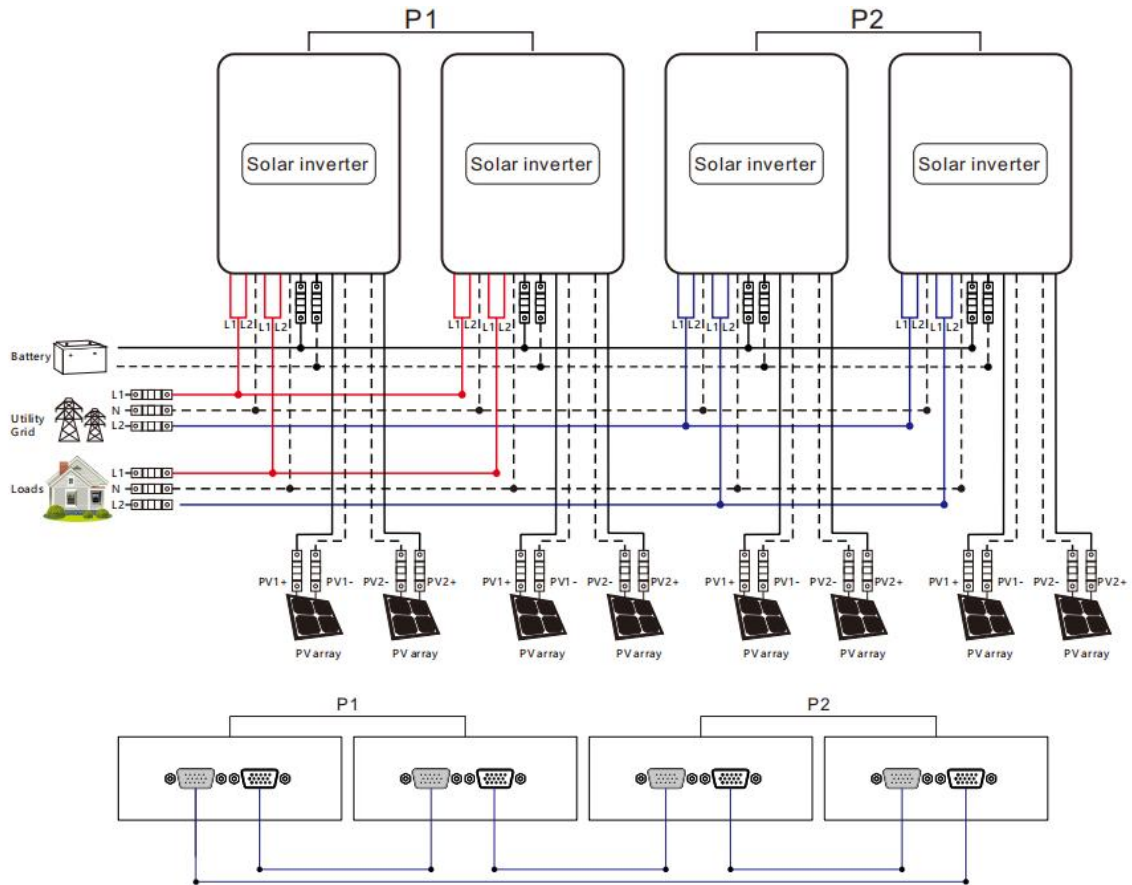 P1 P2
Solar inverter Solar inverter Solar inverter Solar inverter
L1 L2 L1 L2 L1 L2 L1 L2 L1 L2 L1 L2 L1 L2 L1 L2
Battery
+ -
L1
Utility N
Grid L2
L1
Loads N
L2
PV1+ PV1- PV2- PV2+ PV1+ PV1- PV2- PV2+ PV1+ PV1- PV2- PV2+ PV1+ PV1- PV2- PV2+
PV array PV array PV array PV array PV array PV array PV array PV array
P1 P2